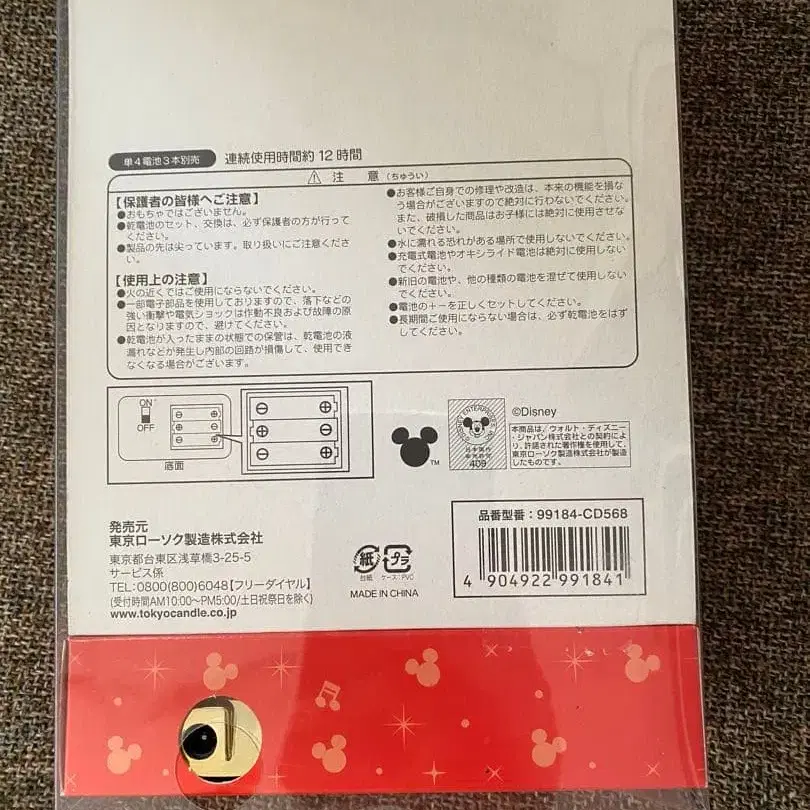 単4電池3本別売 連続使用時間約12時間
⚠ 注 意 (ちゅうい)
【保護者の皆様へご注意】
●おもちゃではございません。
●乾電池のセット、交換は、必ず保護者の方が行って
ください。
●製品の先は尖っています。取り扱いにご注意くださ
い。
【使用上の注意】
●火の近くではご使用にならないでください。
●一部電子部品を使用しておりますので、落下などの
強い衝撃や電気ショックは作動不良および故障の原
因となりますので、避けてください。
●乾電池が入ったままの状態での保管は、乾電池の液
漏れなどが発生し内部の回路が損傷して、使用でき
なくなる場合がございます。
●お客様ご自身での修理や改造は、本来の機能を損な
う場合がございますので絶対に行わないでください。
また、破損した商品はお子様には絶対に使用させな
いでください。
●水に濡れる恐れがある場所で使用しないでください。
●充電式電池やオキシライド電池は絶対に使用しない
でください。
●新旧の電池や、他の種類の電池を混ぜて使用しない
でください。
●電池の+-を正しくセットしてください。
●長期間ご使用にならない場合は、必ず乾電池をはず
してください。
ON
OFF
底面
TM
409
©Disney
本商品は、ウォルト・ディズニー
・ジャパン株式会社との契約によ
り、許諾された著作権を使用して、
東京ローソク製造株式会社が製造
したものです。
発売元
東京ローソク製造株式会社
東京都台東区浅草橋3-25-5
サービス係
TEL:0800(800)6048【フリーダイヤル】
(受付時間AM10:00~PM5:00/土日祝祭日を除く)
www.tokyocandle.co.jp
紙 プラ
台紙 ケース:PVC
MADE IN CHINA
品番型番:99184-CD568
4 904922 991841